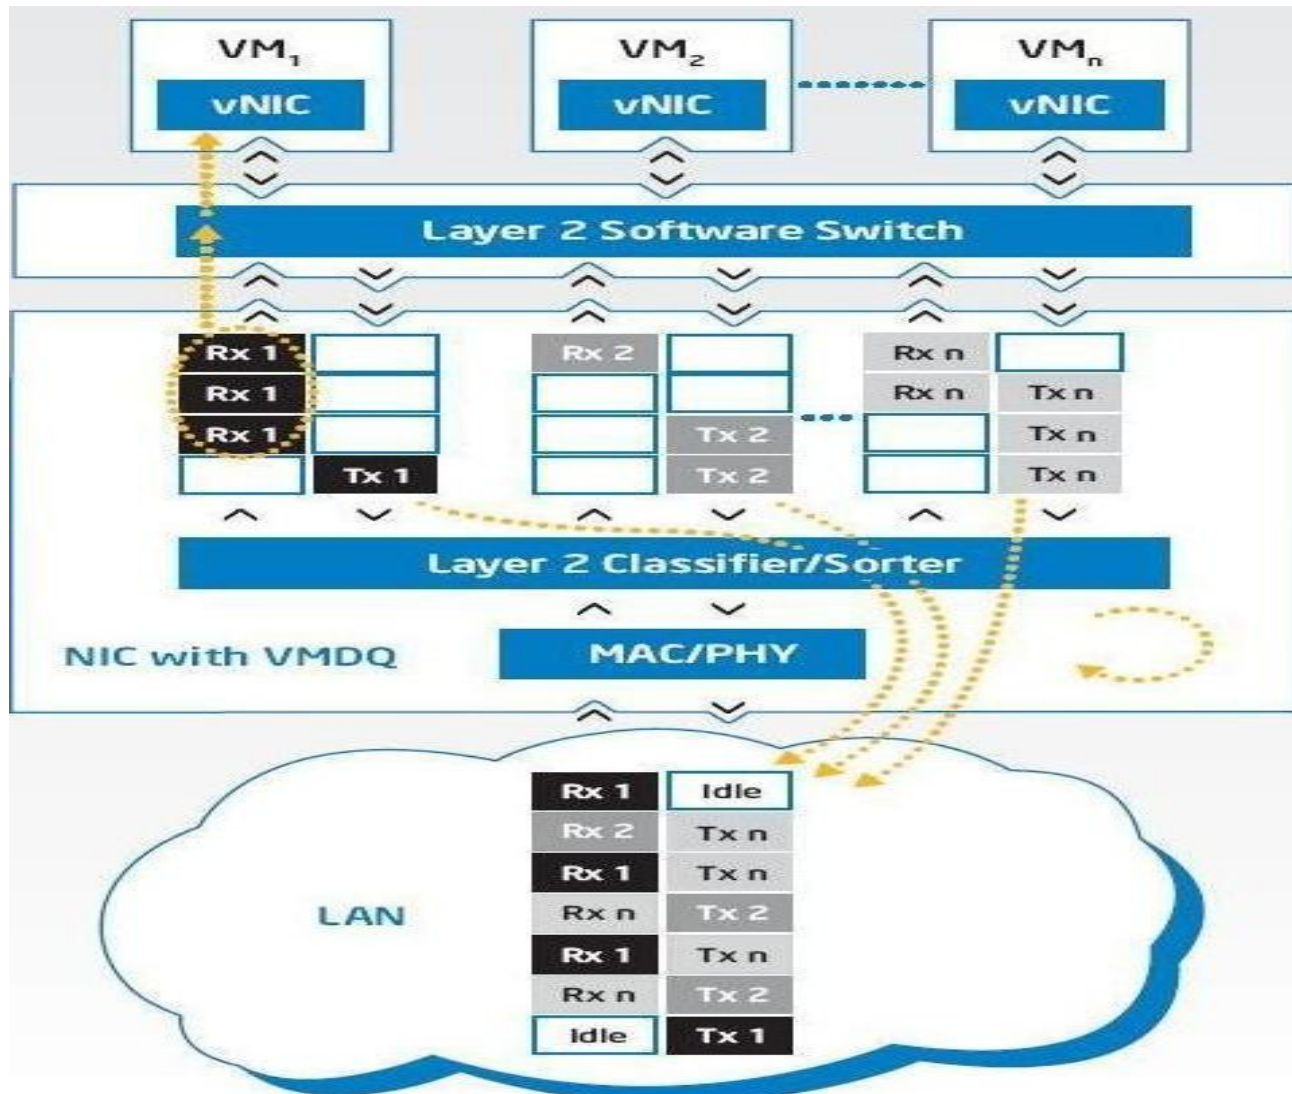 VM1 VM2 VMn
vNIC vNIC vNIC
Layer 2 Software Switch
Rx 1 Rx 2 Rx n
Rx 1 Rx n Tx n
Rx 1 Tx 2 Tx n
Tx 1 Tx 2 Tx n
Layer 2 Classifier/Sorter
NIC with VMDQ MAC/PHY
Rx 1 Idle
Rx 2 Tx n
Rx 1 Tx n
LAN Rx n Tx 2
Rx 1 Tx n
Rx n Tx 2
Idle Tx 1